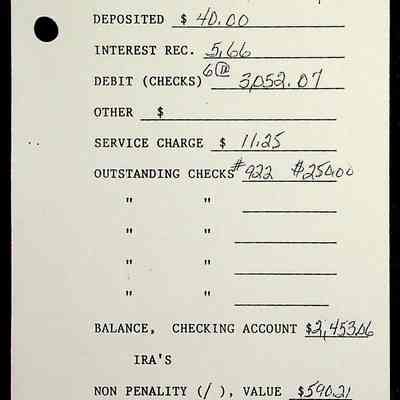 DEPOSITED $ 40.00
INTEREST REC. 5.66
DEBIT (CHECKS) 6 3,052.07
OTHER $
SERVICE CHARGE $ 11.25
OUTSTANDING CHECKS #922 $250.00
" "
" "
" "
" "
BALANCE, CHECKING ACCOUNT $2,453.06
IRA'S
NON PENALITY (/ ), VALUE $590.21